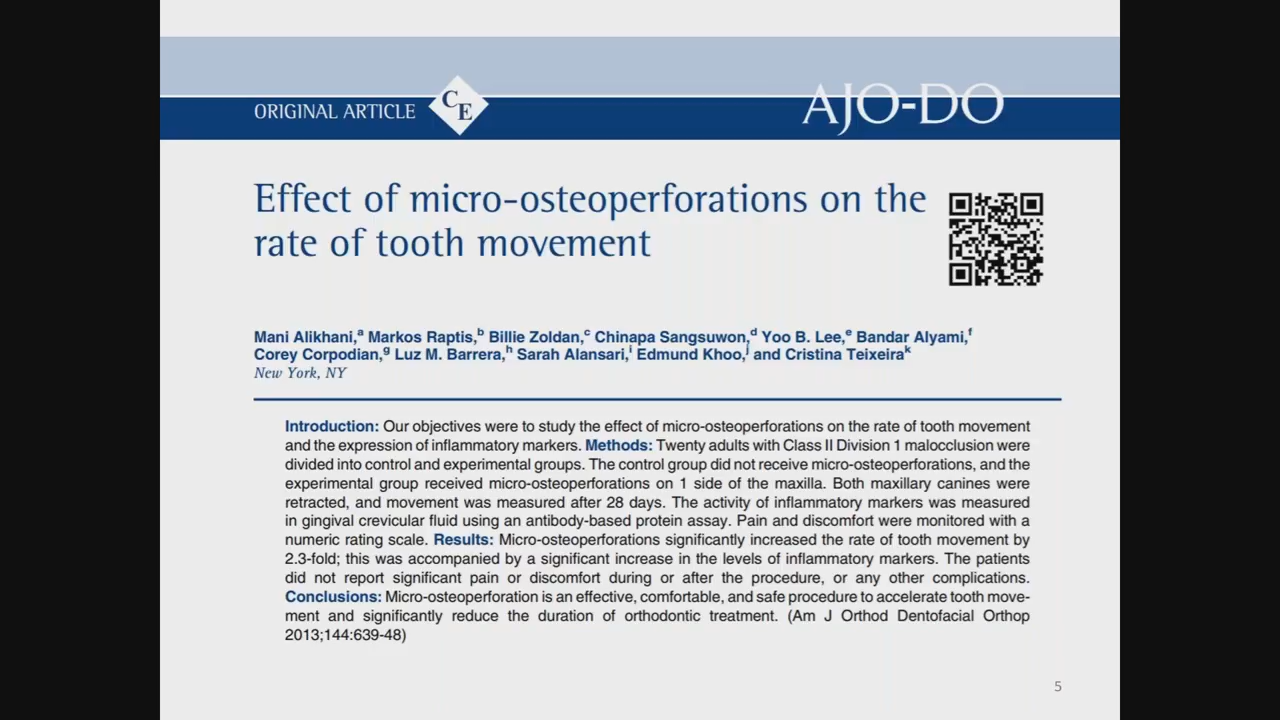 ORIGINAL ARTICLE
CE
AJO-DO
Effect of micro-osteoperforations on the
rate of tooth movement
Mani Alikhani,a Markos Raptis,b Billie Zoldan,c Chinapa Sangsuwon,d Yoo B. Lee,e Bandar Alyami,f
Corey Corpodian,g Luz M. Barrera,h Sarah Alansari,i Edmund Khoo,j and Cristina Teixeirak
New York, NY
Introduction: Our objectives were to study the effect of micro-osteoperforations on the rate of tooth movement
and the expression of inflammatory markers. Methods: Twenty adults with Class II Division 1 malocclusion were
divided into control and experimental groups. The control group did not receive micro-osteoperforations, and the
experimental group received micro-osteoperforations on 1 side of the maxilla. Both maxillary canines were
retracted, and movement was measured after 28 days. The activity of inflammatory markers was measured
in gingival crevicular fluid using an antibody-based protein assay. Pain and discomfort were monitored with a
numeric rating scale. Results: Micro-osteoperforations significantly increased the rate of tooth movement by
2.3-fold; this was accompanied by a significant increase in the levels of inflammatory markers. The patients
did not report significant pain or discomfort during or after the procedure, or any other complications.
Conclusions: Micro-osteoperforation is an effective, comfortable, and safe procedure to accelerate tooth move-
ment and significantly reduce the duration of orthodontic treatment. (Am J Orthod Dentofacial Orthop
2013;144:639-48)
5